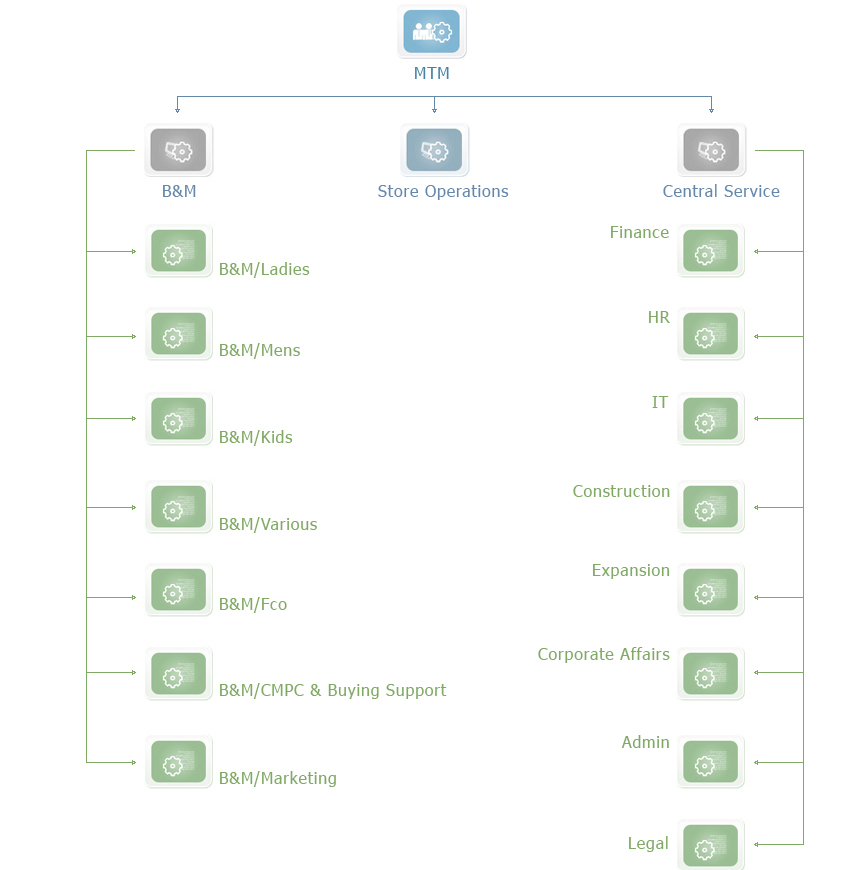 MTM
B&M
Store Operations
Central Service
B&M/Ladies
B&M/Mens
B&M/Kids
B&M/Various
B&M/Fco
B&M/CMPC & Buying Support
B&M/Marketing
Finance
HR
IT
Construction
Expansion
Corporate Affairs
Admin
Legal